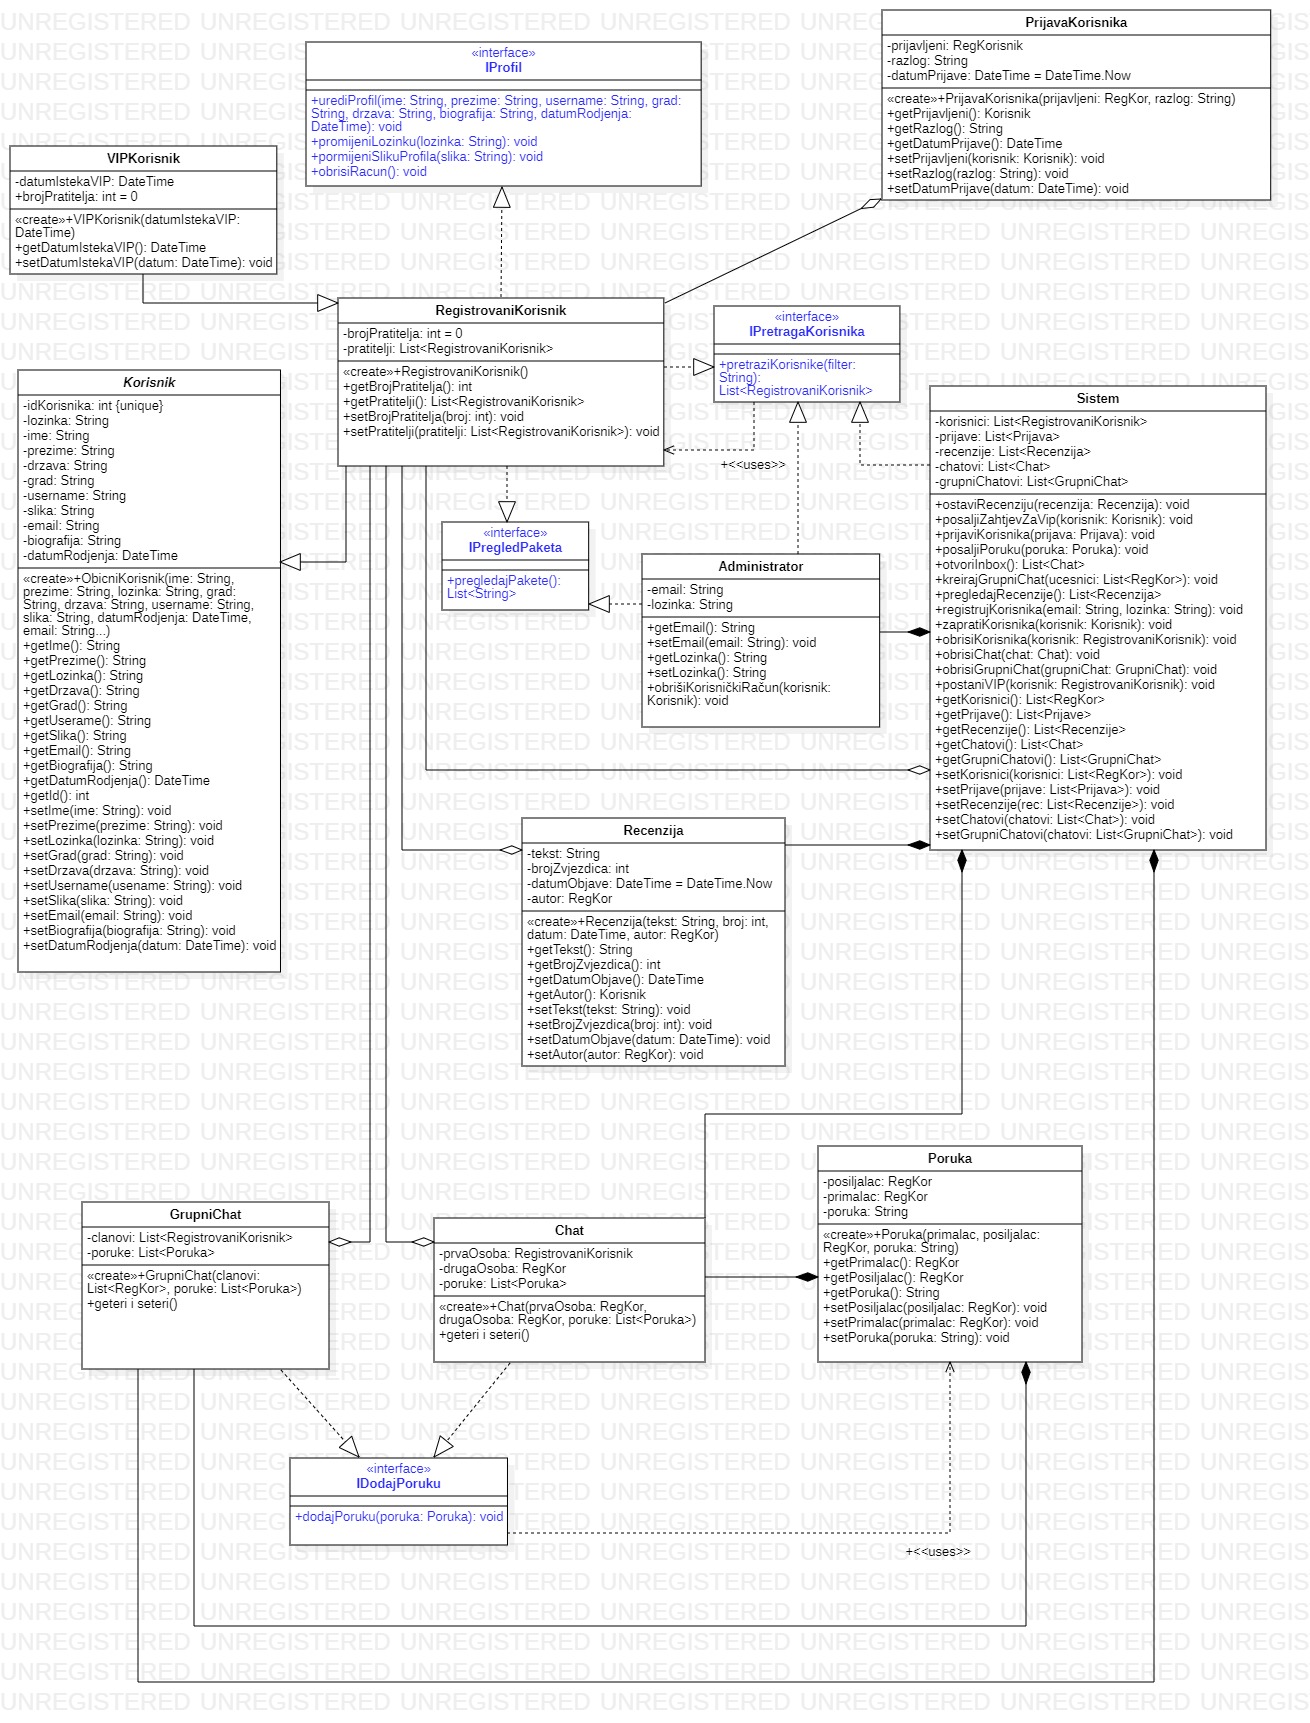 «interface»
IProfil
+urediProfil(ime: String, prezime: String, username: String, grad:
String, drzava: String, biografija: String, datumRodjenja:
DateTime): void
+promijeniLozinku(lozinka: String): void
+pormijeniSlikuProfila(slika: String): void
+obrisiRacun(): void
PrijavaKorisnika
-prijavljeni: RegKorisnik
-razlog: String
-datumPrijave: DateTime = DateTime.Now
«create»+PrijavaKorisnika(prijavljeni: RegKor, razlog: String)
+getPrijavljeni(): Korisnik
+getRazlog(): String
+getDatumPrijave(): DateTime
+setPrijavljeni(korisnik: Korisnik): void
+setRazlog(razlog: String): void
+setDatumPrijave(datum: DateTime): void
VIPKorisnik
-datumIstekaVIP: DateTime
+brojPratitelja: int = 0
«create»+VIPKorisnik(datumIstekaVIP:
DateTime)
+getDatumIstekaVIP(): DateTime
+setDatumIstekaVIP(datum: DateTime): void
RegistrovaniKorisnik
-brojPratitelja: int = 0
-pratitelji: List<RegistrovaniKorisnik>
«create»+RegistrovaniKorisnik()
+getBrojPratitelja(): int
+getPratitelji(): List<RegistrovaniKorisnik>
+setBrojPratitelja(broj: int): void
+setPratitelji(pratitelji: List<RegistrovaniKorisnik>): void
«interface»
IPretragaKorisnika
+pretraziKorisnike(filter:
String):
List<RegistrovaniKorisnik>
+<<uses>>
Korisnik
-idKorisnika: int {unique}
-lozinka: String
-ime: String
-prezime: String
-drzava: String
-grad: String
-username: String
-slika: String
-email: String
-biografija: String
-datumRodjenja: DateTime
«create»+ObicniKorisnik(ime: String,
prezime: String, lozinka: String, grad:
String, drzava: String, username: String,
slika: String, datumRodjenja: DateTime,
email: String...)
+getIme(): String
+getPrezime(): String
+getLozinka(): String
+getDrzava(): String
+getGrad(): String
+getUserame(): String
+getSlika(): String
+getEmail(): String
+getBiografija(): String
+getDatumRodjenja(): DateTime
+getId(): int
+setIme(ime: String): void
+setPrezime(prezime: String): void
+setLozinka(lozinka: String): void
+setGrad(grad: String): void
+setDrzava(drzava: String): void
+setUsername(usename: String): void
+setSlika(slika: String): void
+setEmail(email: String): void
+setBiografija(biografija: String): void
+setDatumRodjenja(datum: DateTime): void
Sistem
-korisnici: List<RegistrovaniKorisnik>
-prijave: List<Prijava>
-recenzije: List<Recenzija>
-chatovi: List<Chat>
-grupniChatovi: List<GrupniChat>
+ostaviRecenziju(recenzija: Recenzija): void
+posaljiZahtjevZaVip(korisnik: Korisnik): void
+prijaviKorisnika(prijava: Prijava): void
+posaljiPoruku(poruka: Poruka): void
+otvoriInbox(): List<Chat>
+kreirajGrupniChat(ucesnici: List<RegKor>): void
+pregledajRecenzije(): List<Recenzija>
+registrujKorisnika(email: String, lozinka: String): void
+zapratiKorisnika(korisnik: Korisnik): void
+obrisiKorisnika(korisnik: RegistrovaniKorisnik): void
+obrisiChat(chat: Chat): void
+obrisiGrupniChat(grupniChat: GrupniChat): void
+postaniVIP(korisnik: RegistrovaniKorisnik): void
+getKorisnici(): List<RegKor>
+getPrijave(): List<Prijave>
+getRecenzije(): List<Recenzije>
+getChatovi(): List<Chat>
+getGrupniChatovi(): List<GrupniChat>
+setKorisnici(korisnici: List<RegKor>): void
+setPrijave(prijave: List<Prijava>): void
+setRecenzije(rec: List<Recenzije>): void
+setChatovi(chatovi: List<Chat>): void
+setGrupniChatovi(chatovi: List<GrupniChat>): void
«interface»
IPregledPaketa
+pregledajPakete():
List<String>
Administrator
-email: String
-lozinka: String
+getEmail(): String
+setEmail(email: String): void
+getLozinka(): String
+setLozinka(): String
+obrišiKorisničkiRačun(korisnik:
Korisnik): void
Recenzija
-tekst: String
-brojZvjezdica: int
-datumObjave: DateTime = DateTime.Now
-autor: RegKor
«create»+Recenzija(tekst: String, broj: int,
datum: DateTime, autor: RegKor)
+getTekst(): String
+getBrojZvjezdica(): int
+getDatumObjave(): DateTime
+getAutor(): Korisnik
+setTekst(tekst: String): void
+setBrojZvjezdica(broj: int): void
+setDatumObjave(datum: DateTime): void
+setAutor(autor: RegKor): void
Poruka
-posiljalac: RegKor
-primalac: RegKor
-poruka: String
«create»+Poruka(primalac, posiljalac:
RegKor, poruka: String)
+getPrimalac(): RegKor
+getPosiljalac(): RegKor
+getPoruka(): String
+setPosiljalac(posiljalac: RegKor): void
+setPrimalac(primalac: RegKor): void
+setPoruka(poruka: String): void
GrupniChat
-clanovi: List<RegistrovaniKorisnik>
-poruke: List<Poruka>
«create»+GrupniChat(clanovi:
List<RegKor>, poruke: List<Poruka>)
+geteri i seteri()
Chat
-prvaOsoba: RegistrovaniKorisnik
-drugaOsoba: RegKor
-poruke: List<Poruka>
«create»+Chat(prvaOsoba: RegKor,
drugaOsoba: RegKor, poruke: List<Poruka>)
+geteri i seteri()
«interface»
IDodajPoruku
+dodajPoruku(poruka: Poruka): void
+<<uses>>